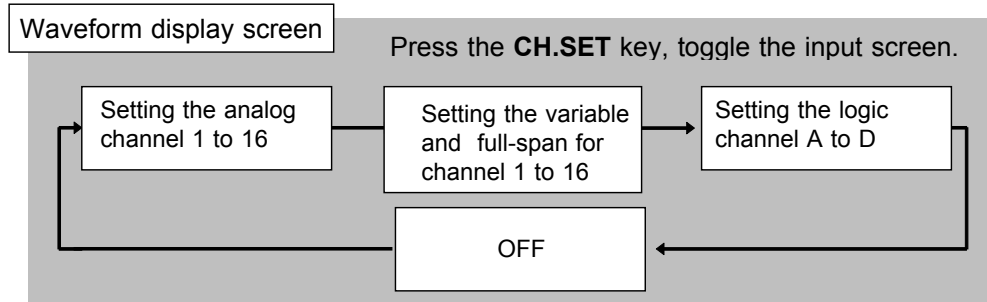 Waveform display screen
Press the CH.SET key, toggle the input screen.
Setting the analog
channel 1 to 16
Setting the variable
and full-span for
channel 1 to 16
Setting the logic
channel A to D
OFF